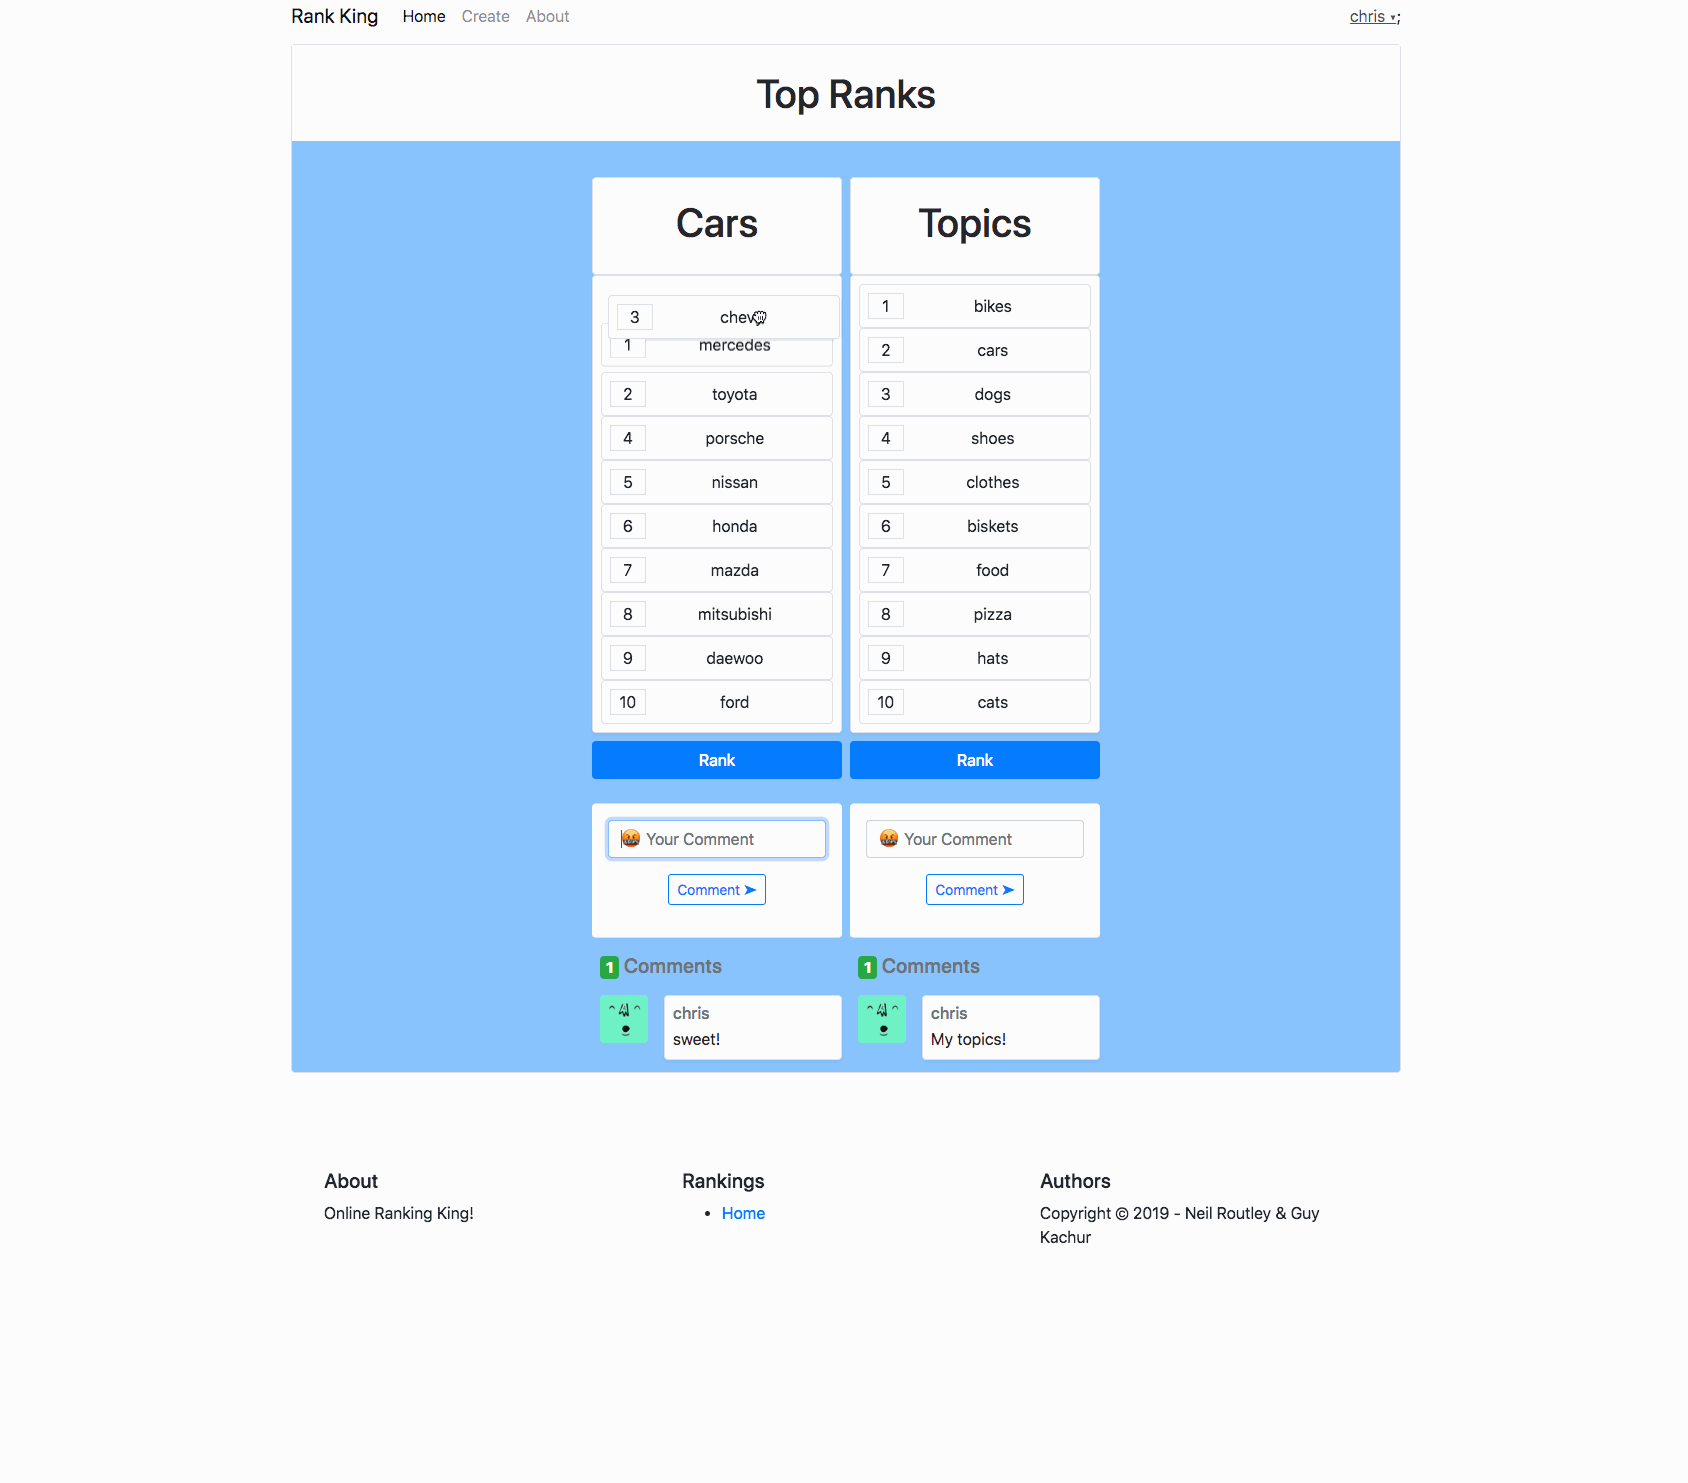 Rank King Home Create About chris ▾;
Top Ranks
Cars
3 chevy
1 mercedes
2 toyota
4 porsche
5 nissan
6 honda
7 mazda
8 mitsubishi
9 daewoo
10 ford
Rank
🤬 Your Comment
Comment ➤
1 Comments
chris
sweet!
Topics
1 bikes
2 cars
3 dogs
4 shoes
5 clothes
6 biskets
7 food
8 pizza
9 hats
10 cats
Rank
🤬 Your Comment
Comment ➤
1 Comments
chris
My topics!
About
Online Ranking King!
Rankings
• Home
Authors
Copyright © 2019 - Neil Routley & Guy
Kachur